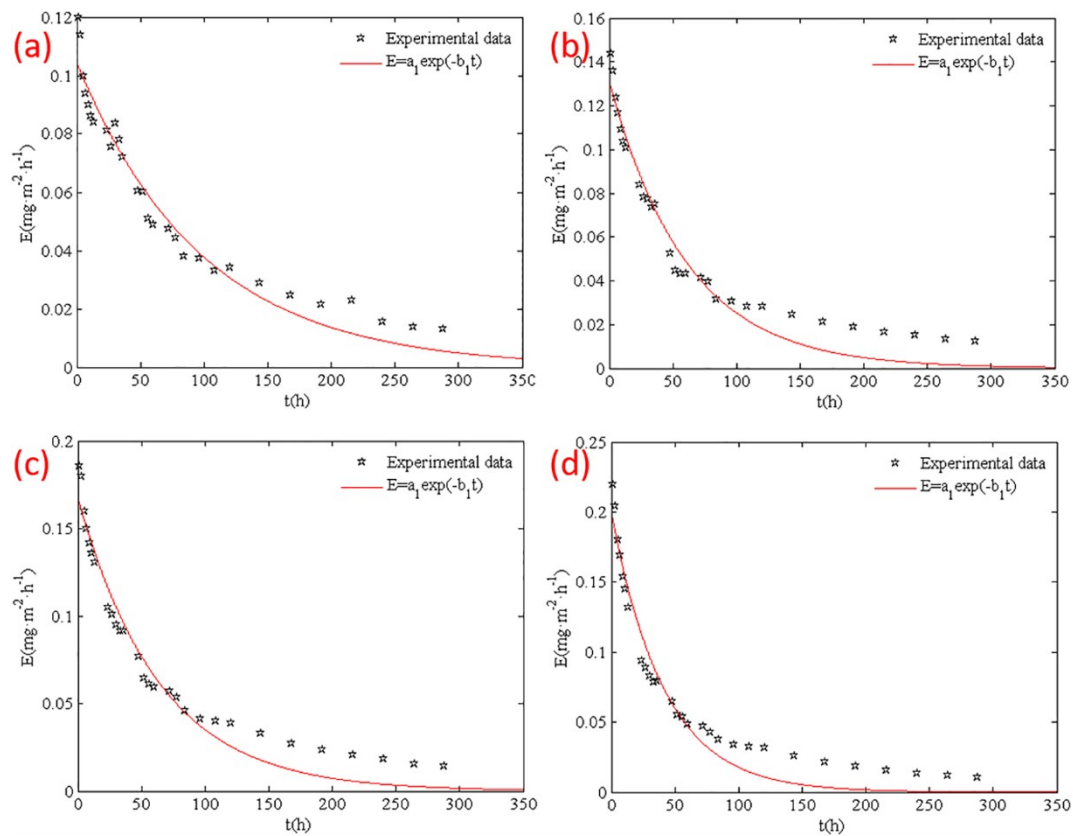 (a)
0.12
0.1
0.08
0.06
0.04
0.02
0
E(mg·m⁻²·h⁻¹)
Experimental data
E=a₁exp(-b₁t)
0 50 100 150 200 250 300 350
t(h)
(b)
0.16
0.14
0.12
0.1
0.08
0.06
0.04
0.02
0
E(mg·m⁻²·h⁻¹)
Experimental data
E=a₁exp(-b₁t)
0 50 100 150 200 250 300 350
t(h)
(c)
0.2
0.15
0.1
0.05
0
E(mg·m⁻²·h⁻¹)
Experimental data
E=a₁exp(-b₁t)
0 50 100 150 200 250 300 350
t(h)
(d)
0.25
0.2
0.15
0.1
0.05
0
E(mg·m⁻²·h⁻¹)
Experimental data
E=a₁exp(-b₁t)
0 50 100 150 200 250 300 350
t(h)